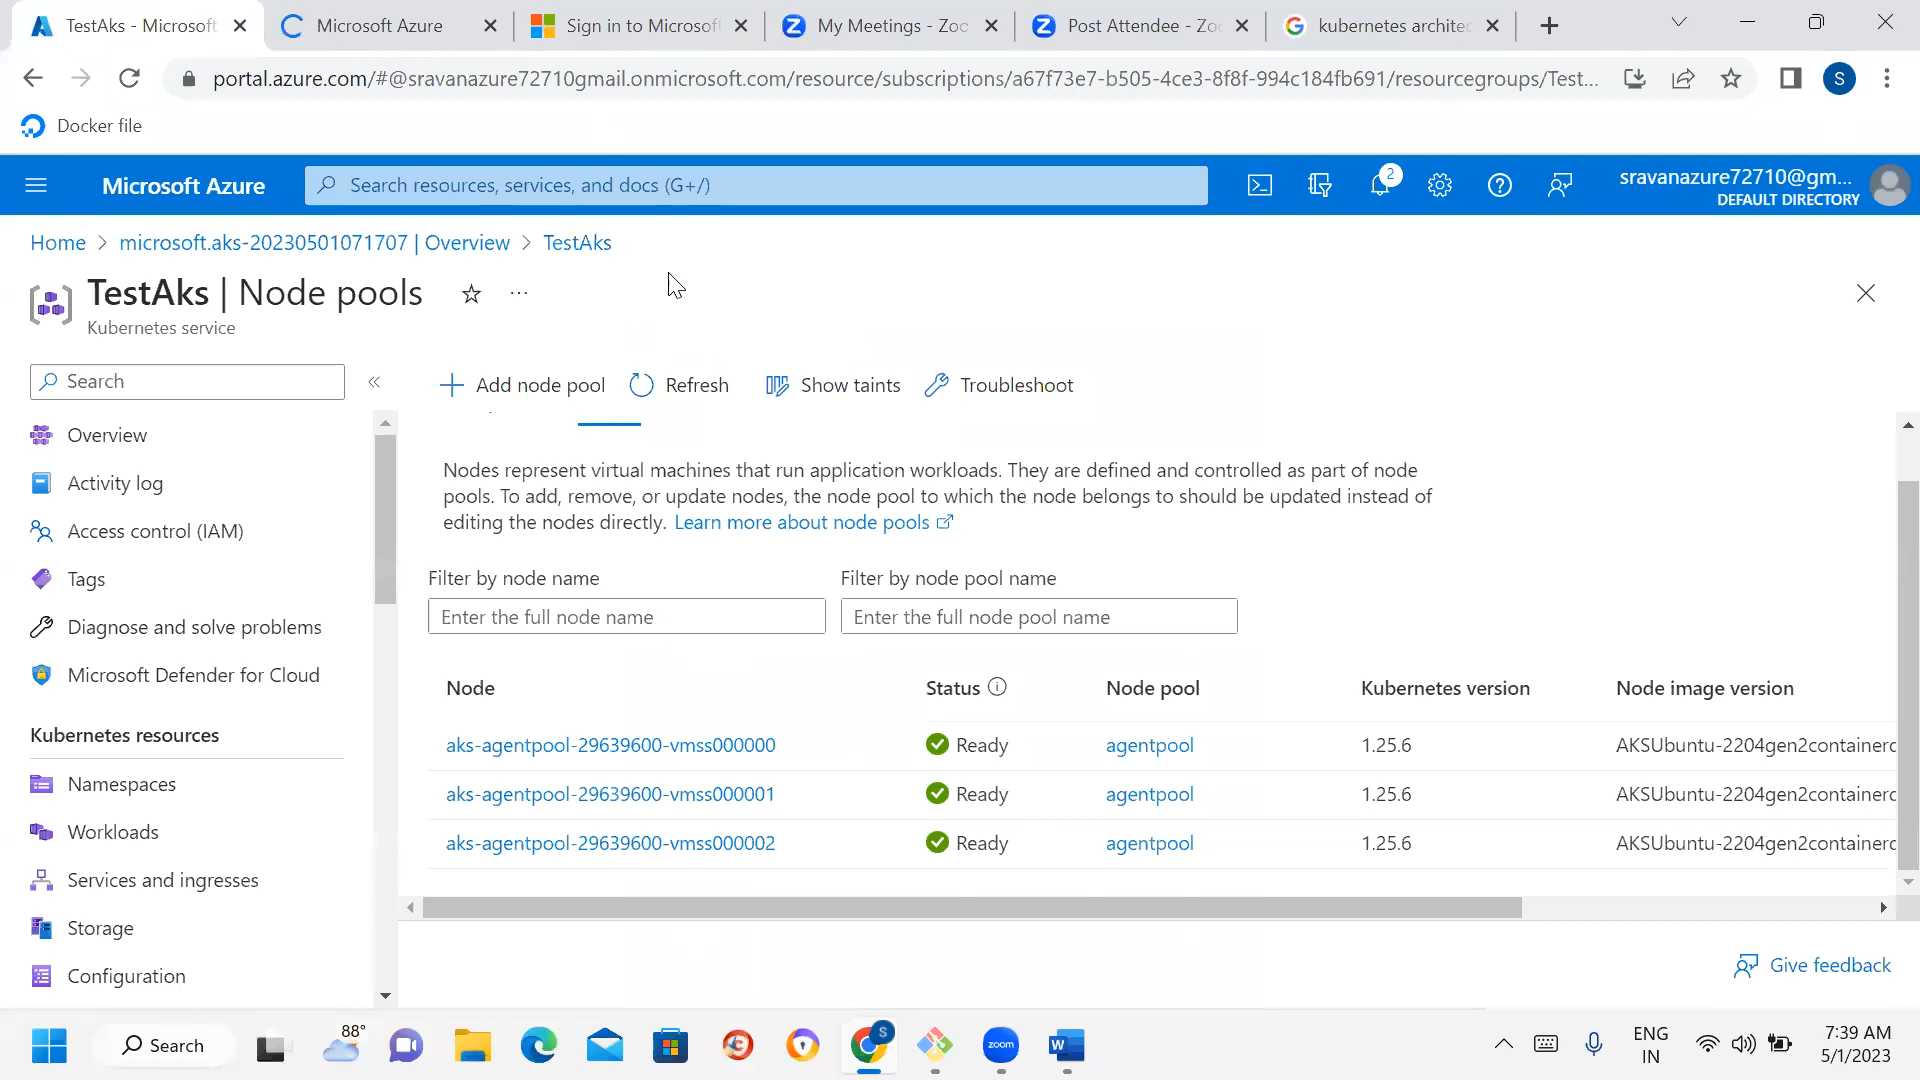 TestAks - Microsoft
Microsoft Azure
Sign in to Microsof
My Meetings - Zoo
Post Attendee - Zo
kubernetes architec
portal.azure.com/#@sravanazure72710gmail.onmicrosoft.com/resource/subscriptions/a67f73e7-b505-4ce3-8f8f-994c184fb691/resourcegroups/Test...
S
Docker file
Microsoft Azure
Search resources, services, and docs (G+/)
2
sravanazure72710@gm...
DEFAULT DIRECTORY
Home > microsoft.aks-20230501071707 | Overview > TestAks
TestAks | Node pools
Kubernetes service
Search
Add node pool
Refresh
Show taints
Troubleshoot
Overview
Activity log
Access control (IAM)
Tags
Diagnose and solve problems
Microsoft Defender for Cloud
Kubernetes resources
Namespaces
Workloads
Services and ingresses
Storage
Configuration
Nodes represent virtual machines that run application workloads. They are defined and controlled as part of node
pools. To add, remove, or update nodes, the node pool to which the node belongs to should be updated instead of
editing the nodes directly. Learn more about node pools
Filter by node name
Filter by node pool name
Enter the full node name
Enter the full node pool name
Node Status Node pool Kubernetes version Node image version
aks-agentpool-29639600-vmss000000 Ready agentpool 1.25.6 AKSUbuntu-2204gen2containerc
aks-agentpool-29639600-vmss000001 Ready agentpool 1.25.6 AKSUbuntu-2204gen2containerc
aks-agentpool-29639600-vmss000002 Ready agentpool 1.25.6 AKSUbuntu-2204gen2containerc
Give feedback
Search
88°
S
zoom
W
ENG
IN
7:39 AM
5/1/2023